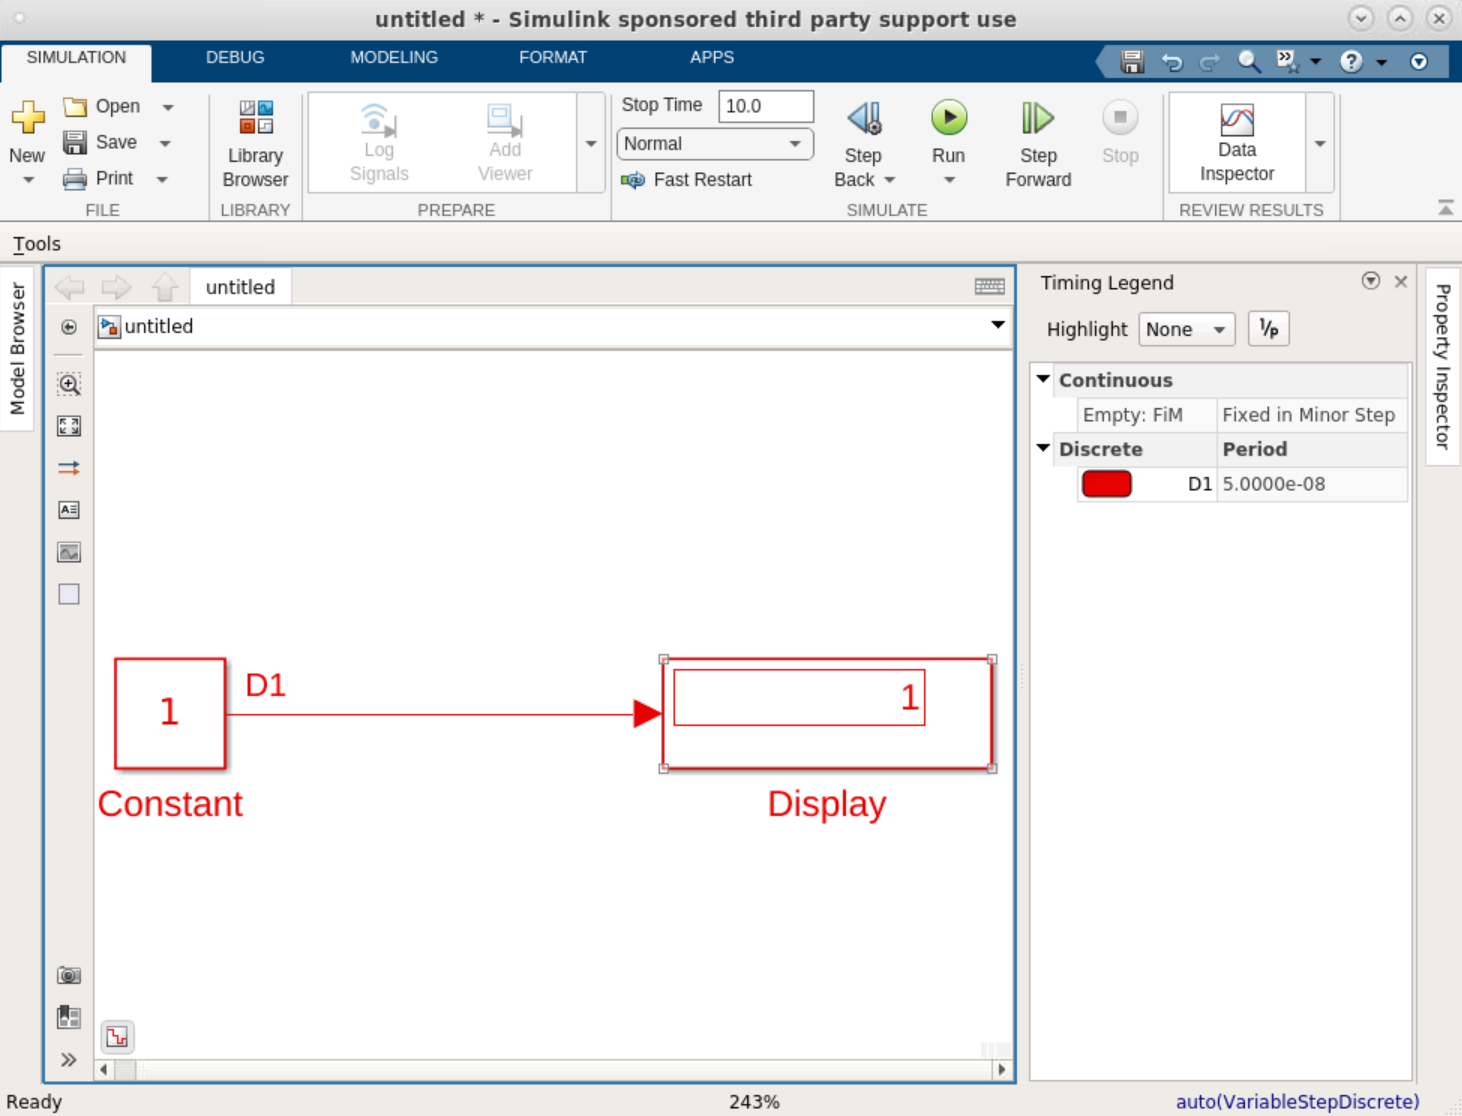 untitled * - Simulink sponsored third party support use
SIMULATION DEBUG MODELING FORMAT APPS
New
Open
Save
Print
FILE
Library
Browser
LIBRARY
Log
Signals
Add
Viewer
PREPARE
Stop Time 10.0
Normal
Fast Restart
Step
Back
Run
Step
Forward
Stop
SIMULATE
Data
Inspector
REVIEW RESULTS
Tools
Model Browser
untitled
untitled
1
D1
Constant
1
Display
Timing Legend
Highlight None 1/p
Continuous
Empty: FiM Fixed in Minor Step
Discrete Period
D1 5.0000e-08
Property Inspector
Ready 243% auto(VariableStepDiscrete)